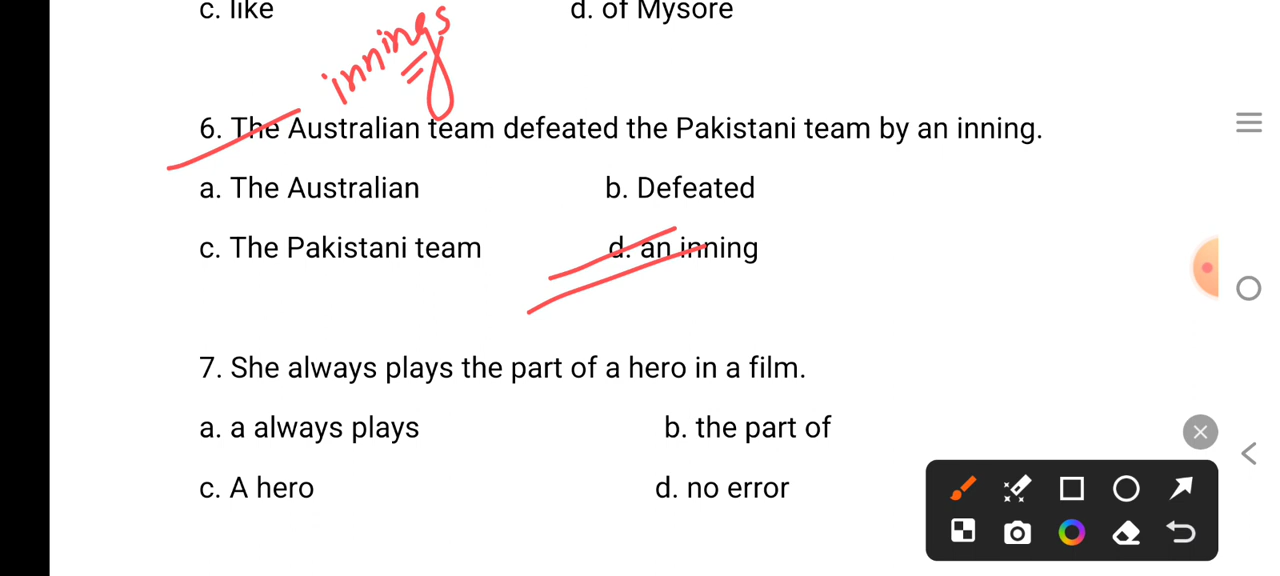 c. like d. of Mysore
innings
6. The Australian team defeated the Pakistani team by an inning.
a. The Australian b. Defeated
c. The Pakistani team d. an inning
7. She always plays the part of a hero in a film.
a. a always plays b. the part of
c. A hero d. no error